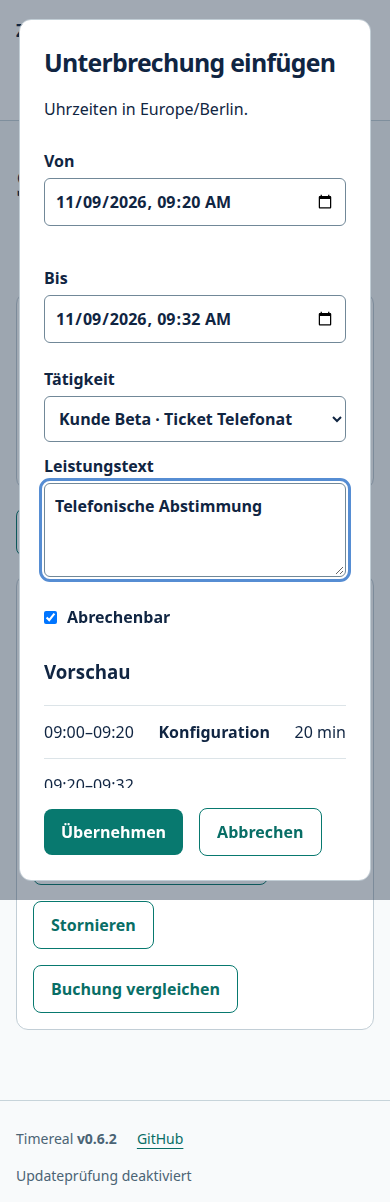 Unterbrechung einfügen
Uhrzeiten in Europe/Berlin.
Von
11/09/2026, 09:20 AM
Bis
11/09/2026, 09:32 AM
Tätigkeit
Kunde Beta · Ticket Telefonat
Leistungstext
Telefonische Abstimmung
Abrechenbar
Vorschau
09:00–09:20 Konfiguration 20 min
09:20–09:32
Übernehmen Abbrechen
Stornieren
Buchung vergleichen
Timereal v0.6.2 GitHub
Updateprüfung deaktiviert